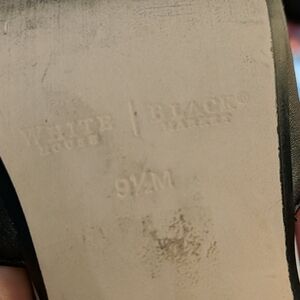 WHITE | BLACK®
HOUSE | MARKET
9½M